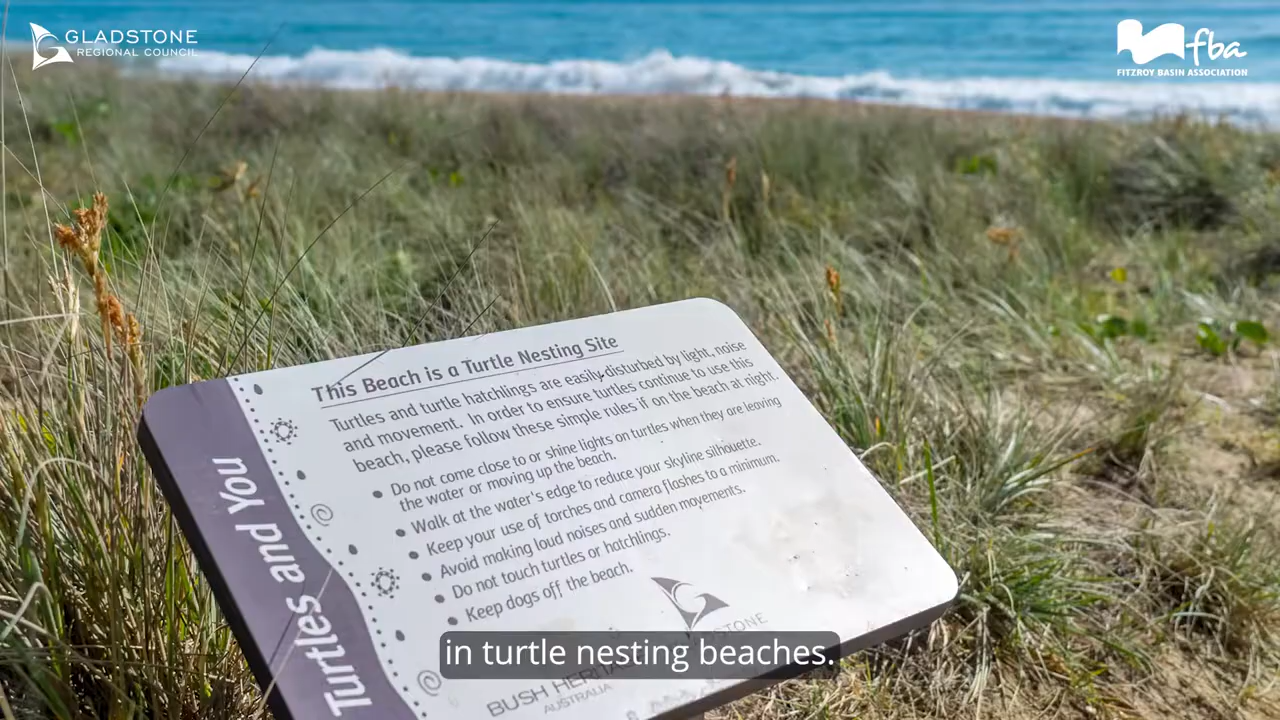 GLADSTONE
REGIONAL COUNCIL
fba
FITZROY BASIN ASSOCIATION
This Beach is a Turtle Nesting Site
Turtles and turtle hatchlings are easily disturbed by light, noise
and movement. In order to ensure turtles continue to use this
beach, please follow these simple rules if on the beach at night.
• Do not come close to or shine lights on turtles when they are leaving
the water or moving up the beach.
• Walk at the water's edge to reduce your skyline silhouette.
• Keep your use of torches and camera flashes to a minimum.
• Avoid making loud noises and sudden movements.
• Do not touch turtles or hatchlings.
• Keep dogs off the beach.
Turtles and You
BUSH
AUSTRALIA
in turtle nesting beaches.